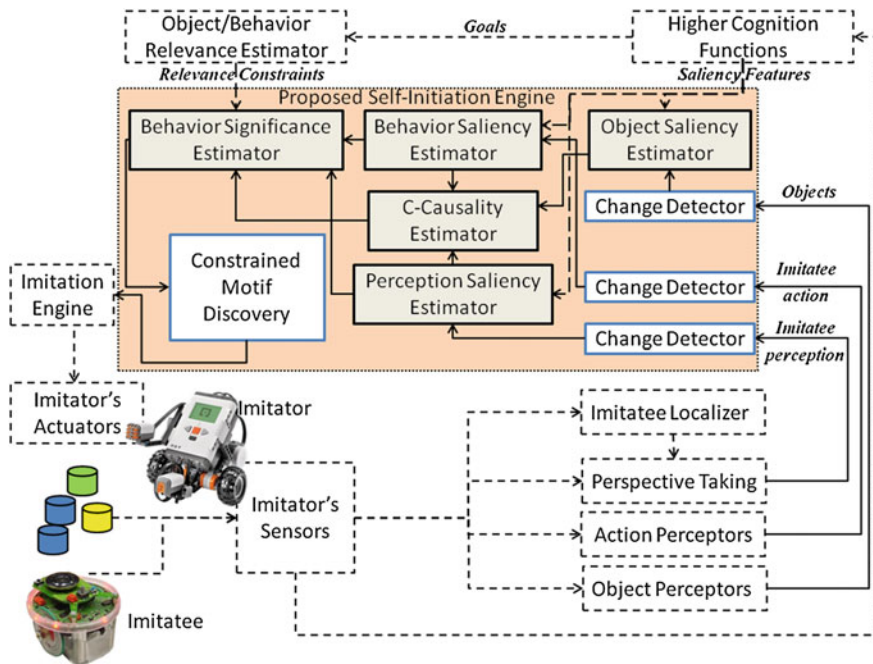 Object/Behavior
Relevance Estimator
Goals
Higher Cognition
Functions
Relevance Constraints
Saliency Features
Proposed Self-Initiation Engine
Behavior Significance
Estimator
Behavior Saliency
Estimator
Object Saliency
Estimator
C-Causality
Estimator
Change Detector
Objects
Imitation
Engine
Constrained
Motif
Discovery
Perception Saliency
Estimator
Change Detector
Imitatee
action
Change Detector
Imitatee
perception
Imitator's
Actuators
Imitator
Imitatee Localizer
Imitator's
Sensors
Perspective Taking
Action Perceptors
Object Perceptors
Imitatee